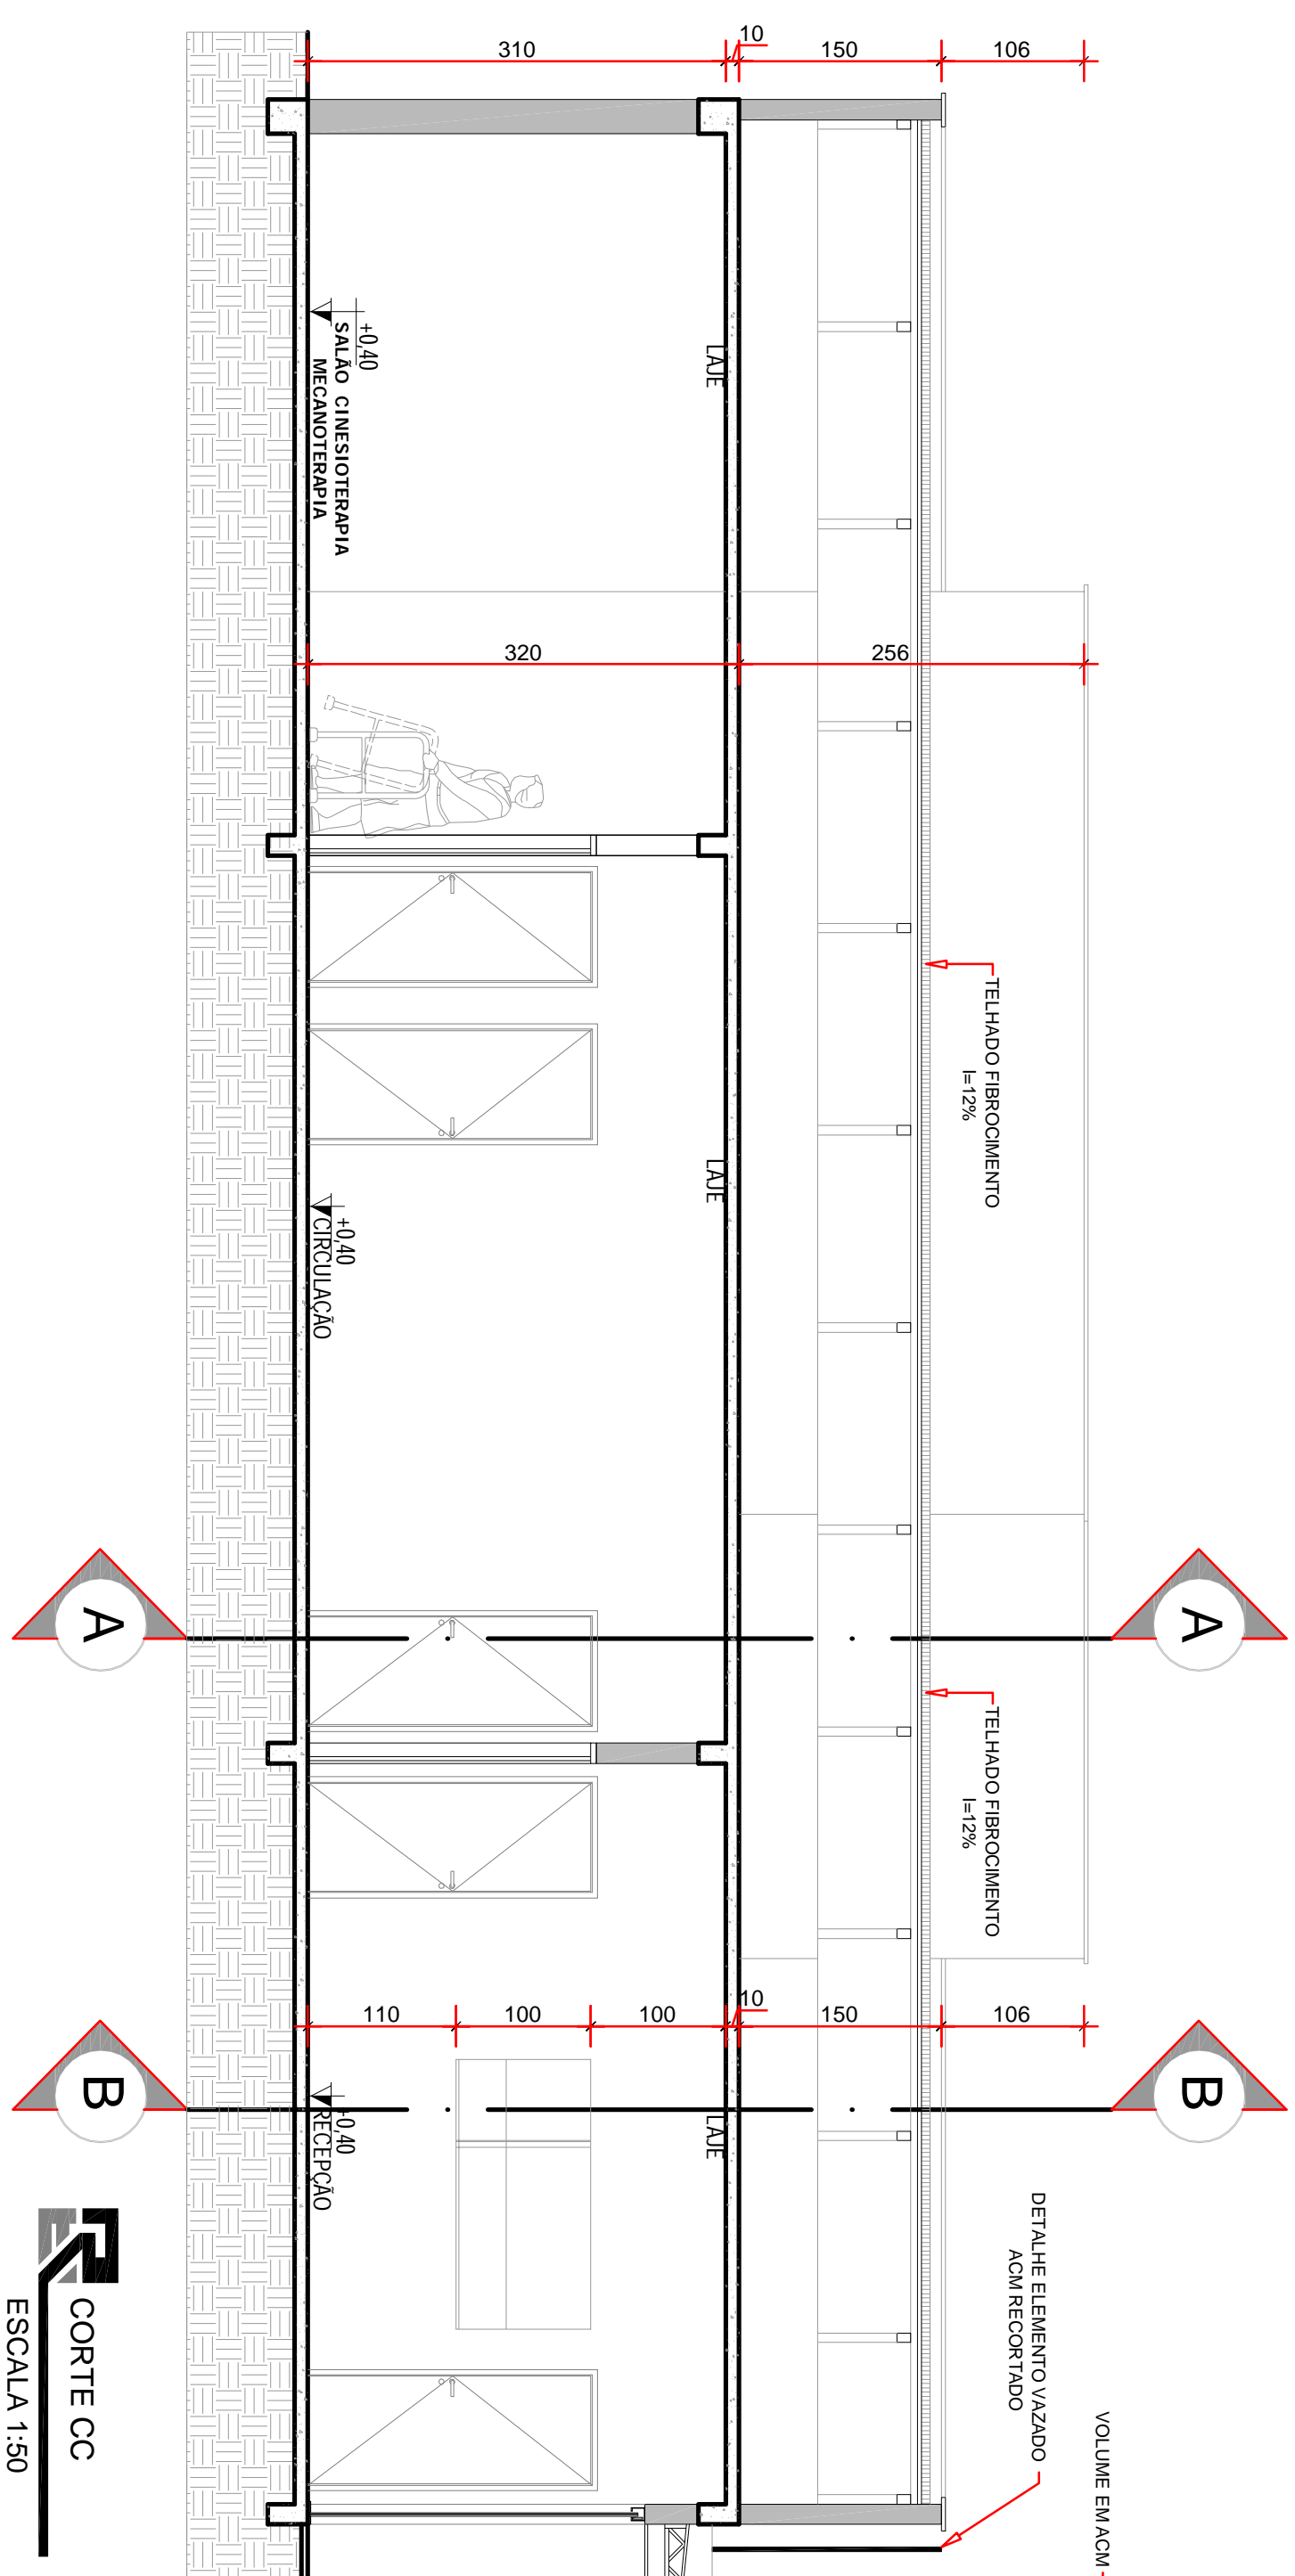 10
310
150
106
+0,40
SALÃO CINESIOTERAPIA
MECANOTERAPIA
LAJE
320
256
TELHADO FIBROCIMENTO
I=12%
+0,40
CIRCULAÇÃO
LAJE
A
A
TELHADO FIBROCIMENTO
I=12%
110
100
100
10
150
106
B
B
+0,40
RECEPÇÃO
LAJE
DETALHE ELEMENTO VAZADO
ACM RECORTADO
VOLUME EM ACM
CORTE CC
ESCALA 1:50